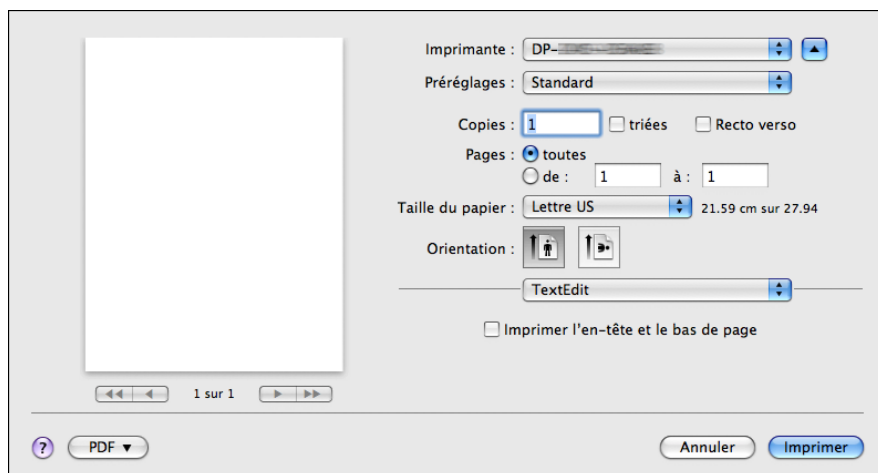 Imprimante : DP-
Préréglages : Standard
Copies : 1 triées Recto verso
Pages : toutes
de : 1 à : 1
Taille du papier : Lettre US 21.59 cm sur 27.94
Orientation :
TextEdit
Imprimer l'en-tête et le bas de page
1 sur 1
? PDF Annuler Imprimer